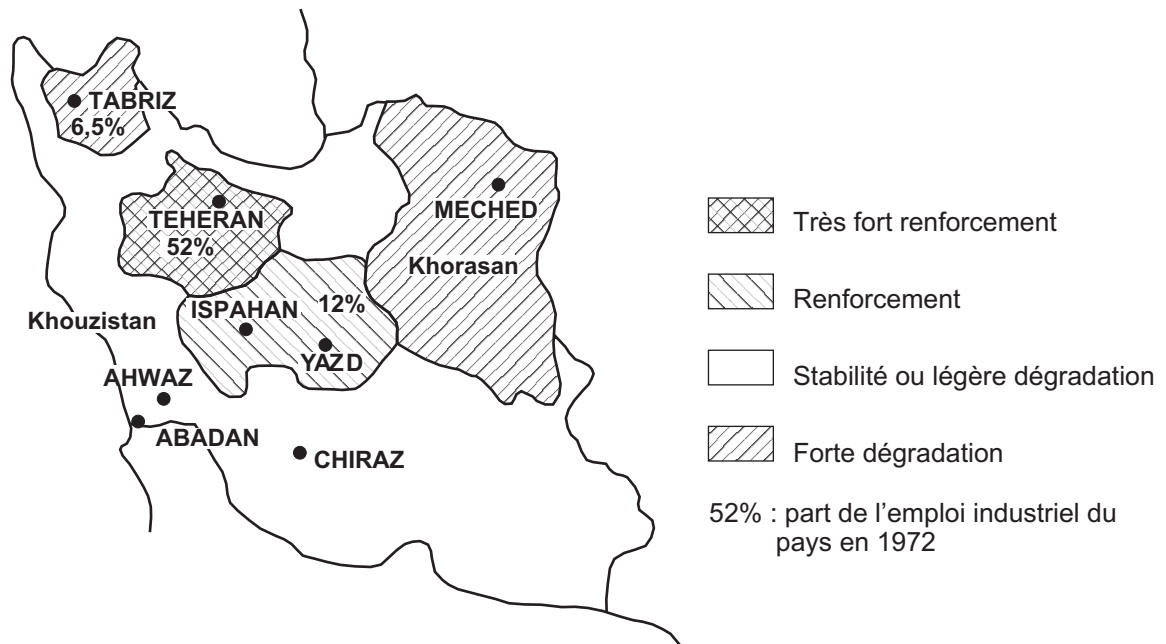 TABRIZ
6,5%
TEHERAN
52%
MECHED
Khorasan
12%
ISPAHAN
YAZD
Khouzistan
AHWAZ
ABADAN
CHIRAZ
Très fort renforcement
Renforcement
Stabilité ou légère dégradation
Forte dégradation
52% : part de l’emploi industriel du
pays en 1972